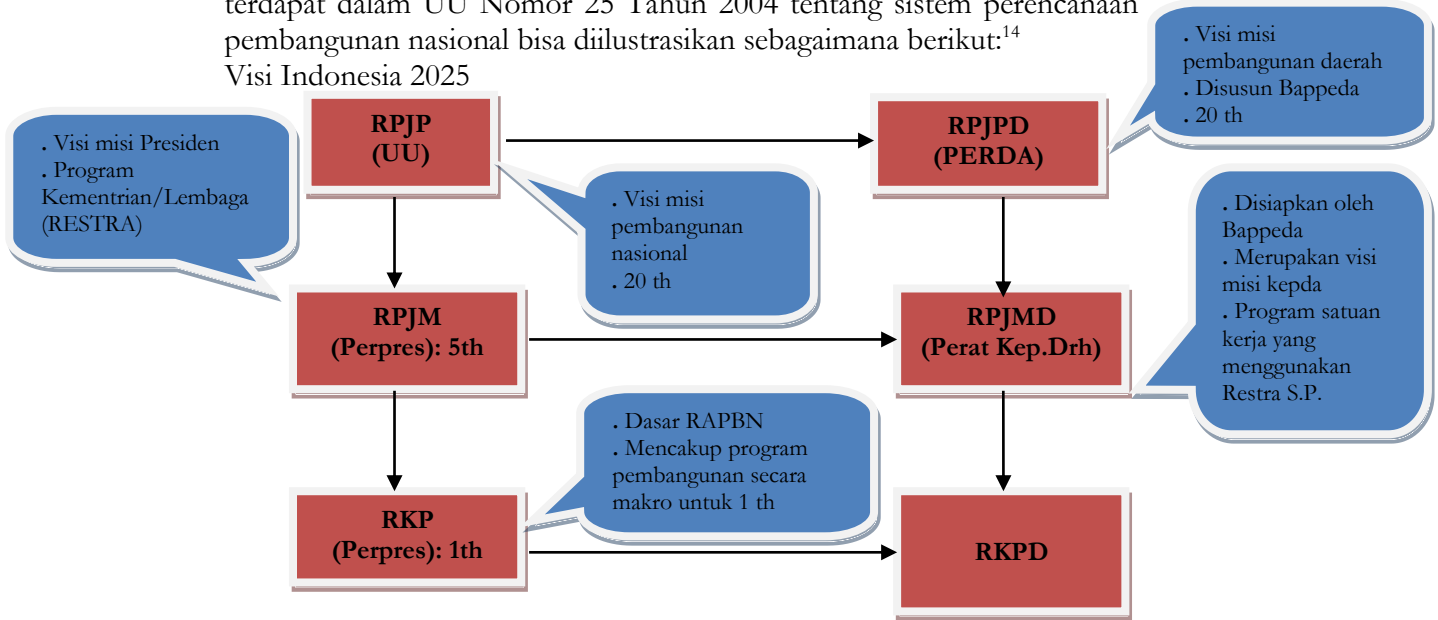 terdapat dalam UU Nomor 25 Tahun 2004 tentang sistem perencanaan
pembangunan nasional bisa diilustrasikan sebagaimana berikut:14
Visi Indonesia 2025
. Visi misi Presiden
. Program
Kementrian/Lembaga
(RESTRA)
RPJP
(UU)
. Visi misi
pembangunan
nasional
. 20 th
RPJPD
(PERDA)
. Visi misi
pembangunan daerah
. Disusun Bappeda
. 20 th
RPJM
(Perpres): 5th
RPJMD
(Perat Kep.Drh)
. Disiapkan oleh
Bappeda
. Merupakan visi
misi kepda
. Program satuan
kerja yang
menggunakan
Restra S.P.
RKP
(Perpres): 1th
. Dasar RAPBN
. Mencakup program
pembangunan secara
makro untuk 1 th
RKPD